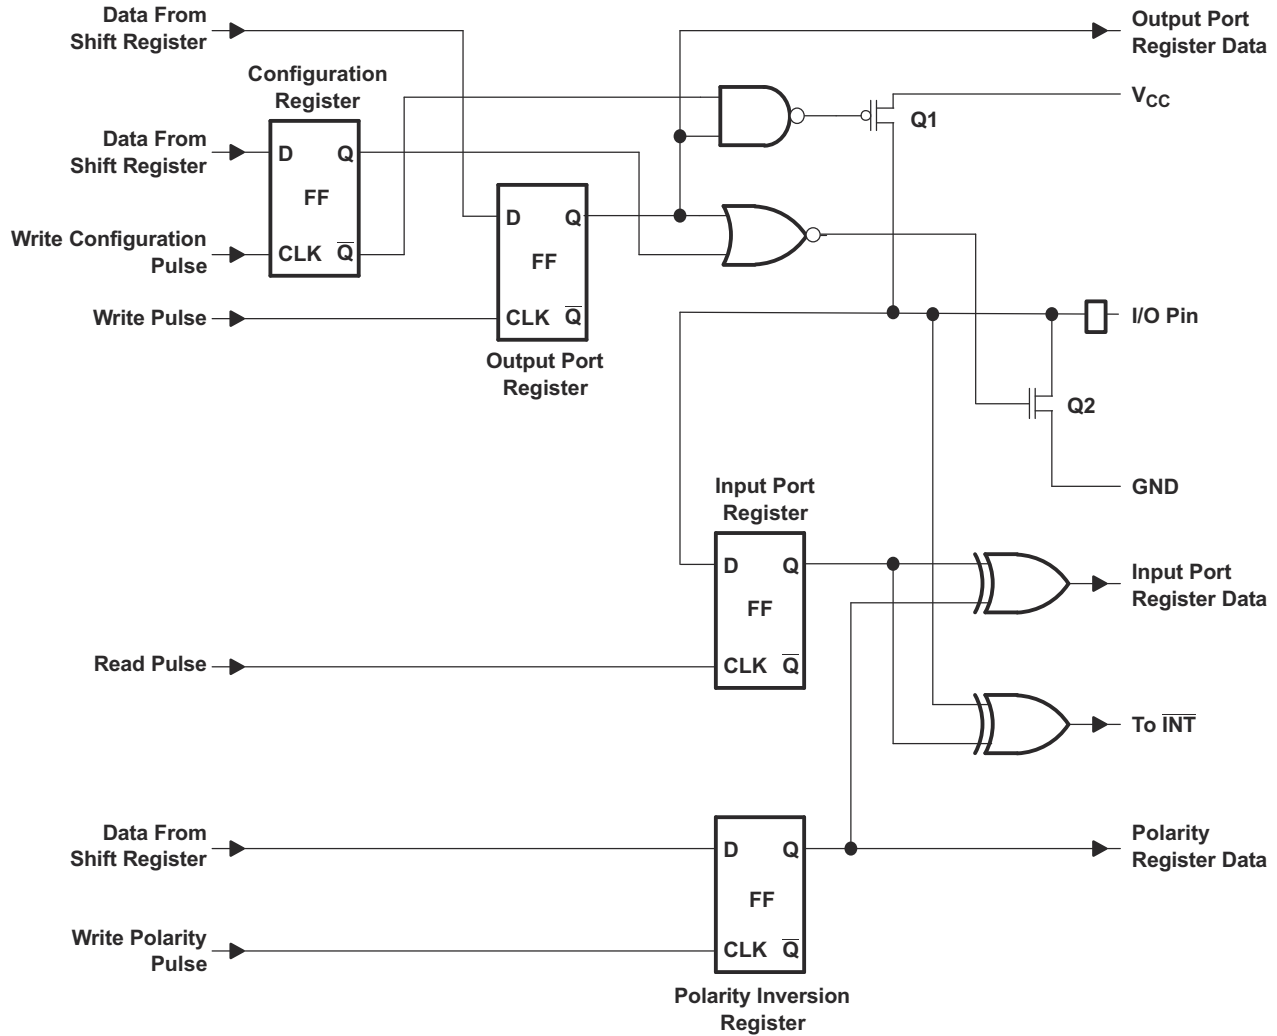 Data From
Shift Register
Output Port
Register Data
Configuration
Register
V_CC
Q1
Data From
Shift Register
D Q
FF
CLK Q̅
Write Configuration
Pulse
D Q
FF
CLK Q̅
Write Pulse
Output Port
Register
I/O Pin
Q2
GND
Input Port
Register
D Q
FF
CLK Q̅
Input Port
Register Data
Read Pulse
To I̅N̅T̅
Data From
Shift Register
D Q
FF
CLK Q̅
Polarity
Register Data
Write Polarity
Pulse
Polarity Inversion
Register